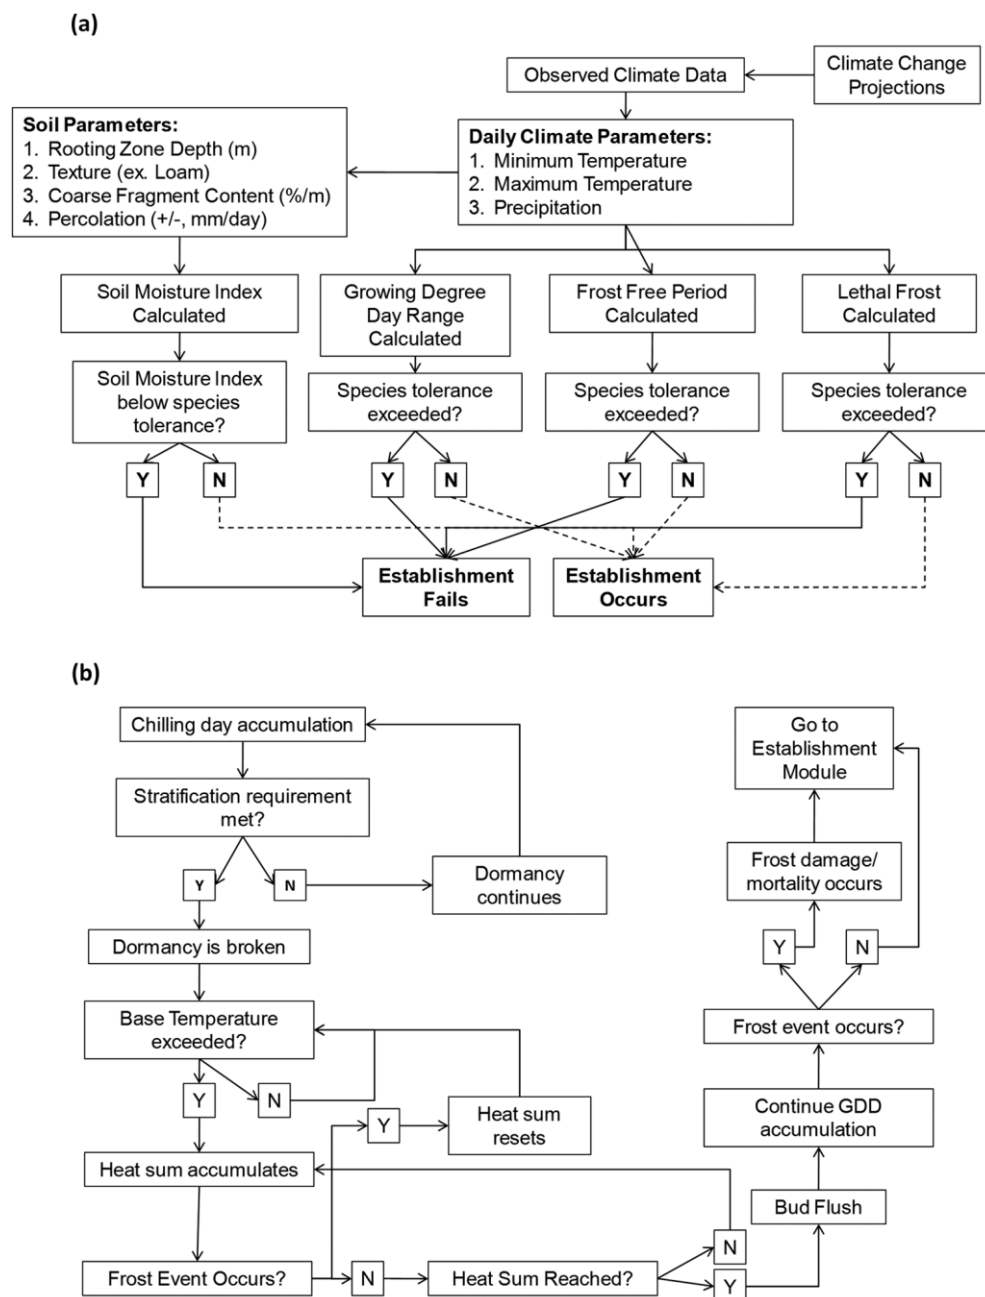 (a)
Observed Climate Data
Climate Change
Projections
Soil Parameters:
1. Rooting Zone Depth (m)
2. Texture (ex. Loam)
3. Coarse Fragment Content (%/m)
4. Percolation (+/-, mm/day)
Daily Climate Parameters:
1. Minimum Temperature
2. Maximum Temperature
3. Precipitation
Soil Moisture Index
Calculated
Growing Degree
Day Range
Calculated
Frost Free Period
Calculated
Lethal Frost
Calculated
Soil Moisture Index
below species
tolerance?
Species tolerance
exceeded?
Species tolerance
exceeded?
Species tolerance
exceeded?
Y
N
Y
N
Y
N
Y
N
Establishment
Fails
Establishment
Occurs
(b)
Chilling day accumulation
Stratification requirement
met?
Y
N
Dormancy
continues
Dormancy is broken
Base Temperature
exceeded?
Y
N
Y
Heat sum
resets
Heat sum accumulates
Frost Event Occurs?
N
Heat Sum Reached?
N
Y
Bud Flush
Continue GDD
accumulation
Frost event occurs?
Y
N
Frost damage/
mortality occurs
Go to
Establishment
Module